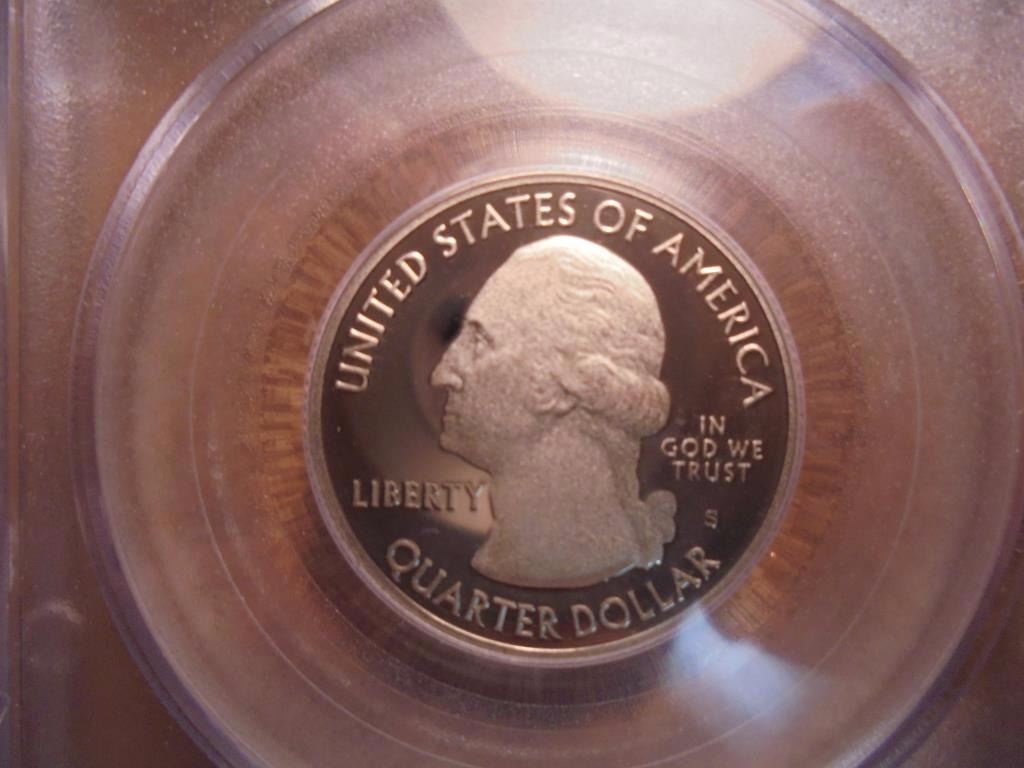 UNITED STATES OF AMERICA
IN
GOD WE
TRUST
LIBERTY
S
QUARTER DOLLAR